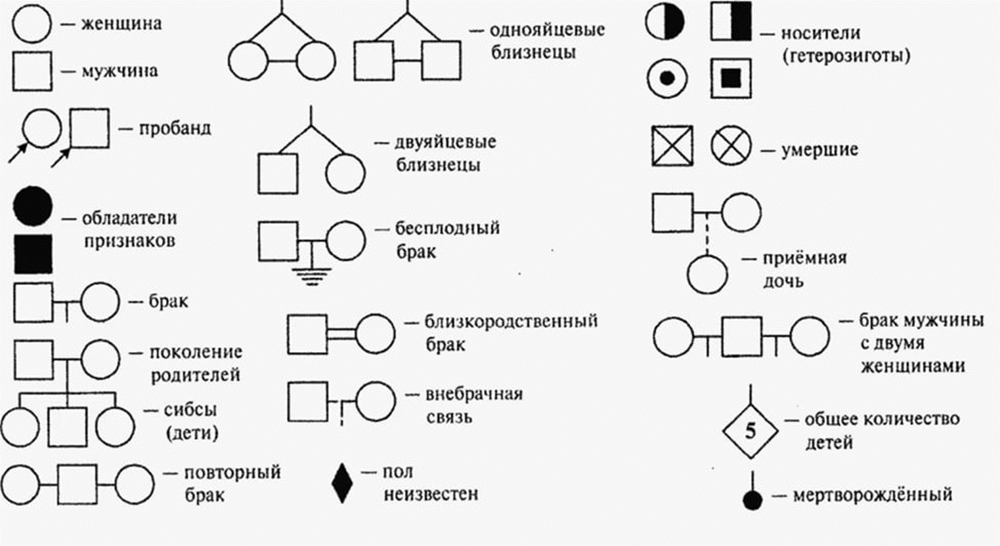 — женщина
— мужчина
— пробанд
— обладатели
признаков
— брак
— поколение
родителей
— сибсы
(дети)
— повторный
брак
— однояйцевые
близнецы
— двуяйцевые
близнецы
— бесплодный
брак
— близкородственный
брак
— внебрачная
связь
— пол
неизвестен
— носители
(гетерозиготы)
— умершие
— приёмная
дочь
— брак мужчины
с двумя
женщинами
5 — общее количество
детей
— мертворождённый